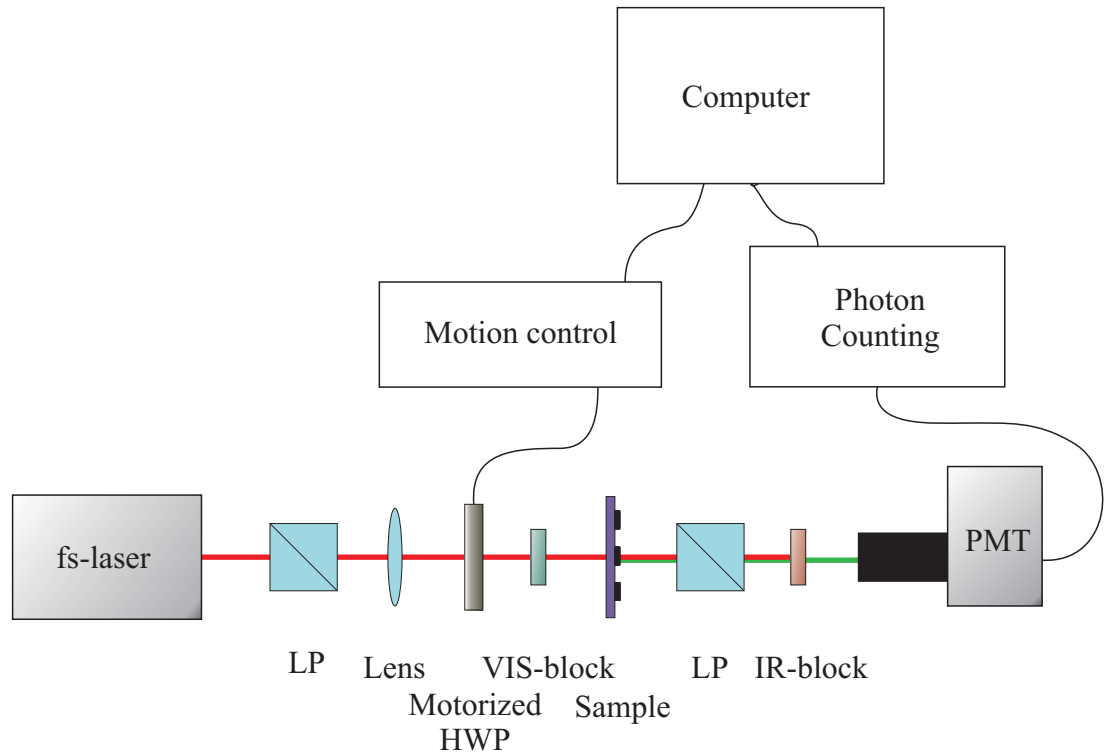 Computer
Motion control
Photon
Counting
fs-laser
PMT
LP
Lens
VIS-block
LP
IR-block
Motorized
HWP
Sample